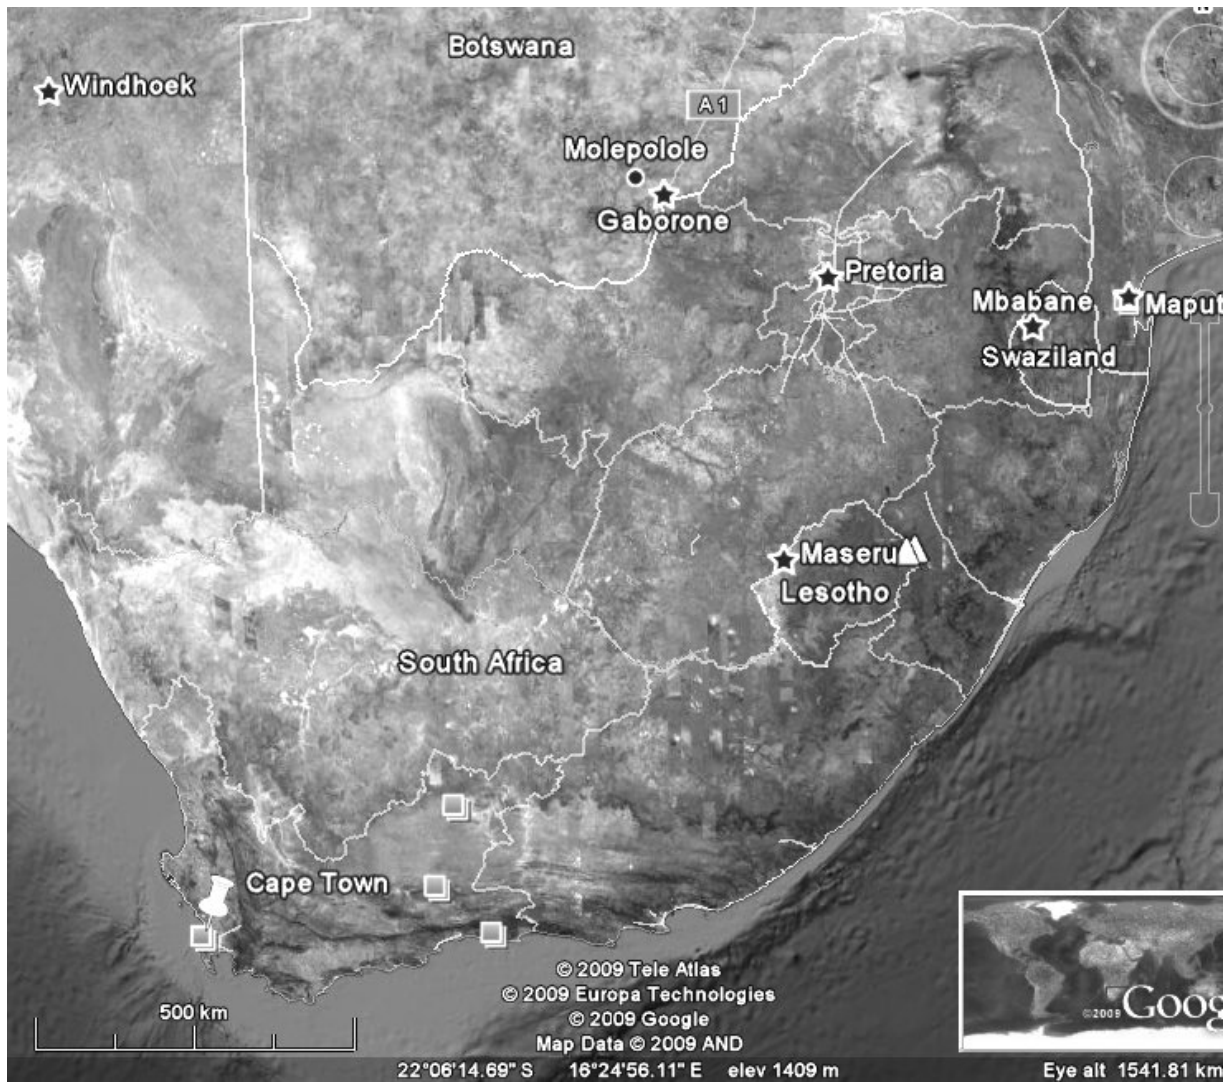 Botswana
Windhoek
A 1
Molepolole
Gaborone
Pretoria
Mbabane
Maput
Swaziland
Maseru
Lesotho
South Africa
Cape Town
© 2009 Tele Atlas
© 2009 Europa Technologies
© 2009 Google
Map Data © 2009 AND
500 km
©2009 Goog
22°06'14.69" S 16°24'56.11" E elev 1409 m
Eye alt 1541.81 km